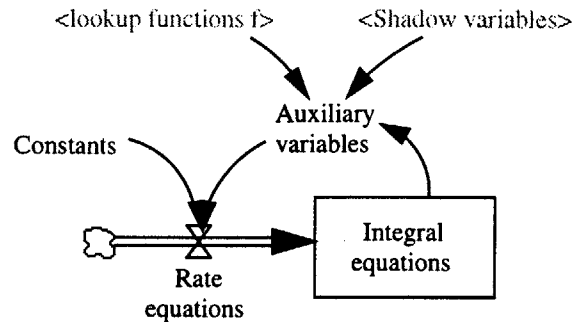 <lookup functions f>
<Shadow variables>
Auxiliary
variables
Constants
Integral
equations
Rate
equations